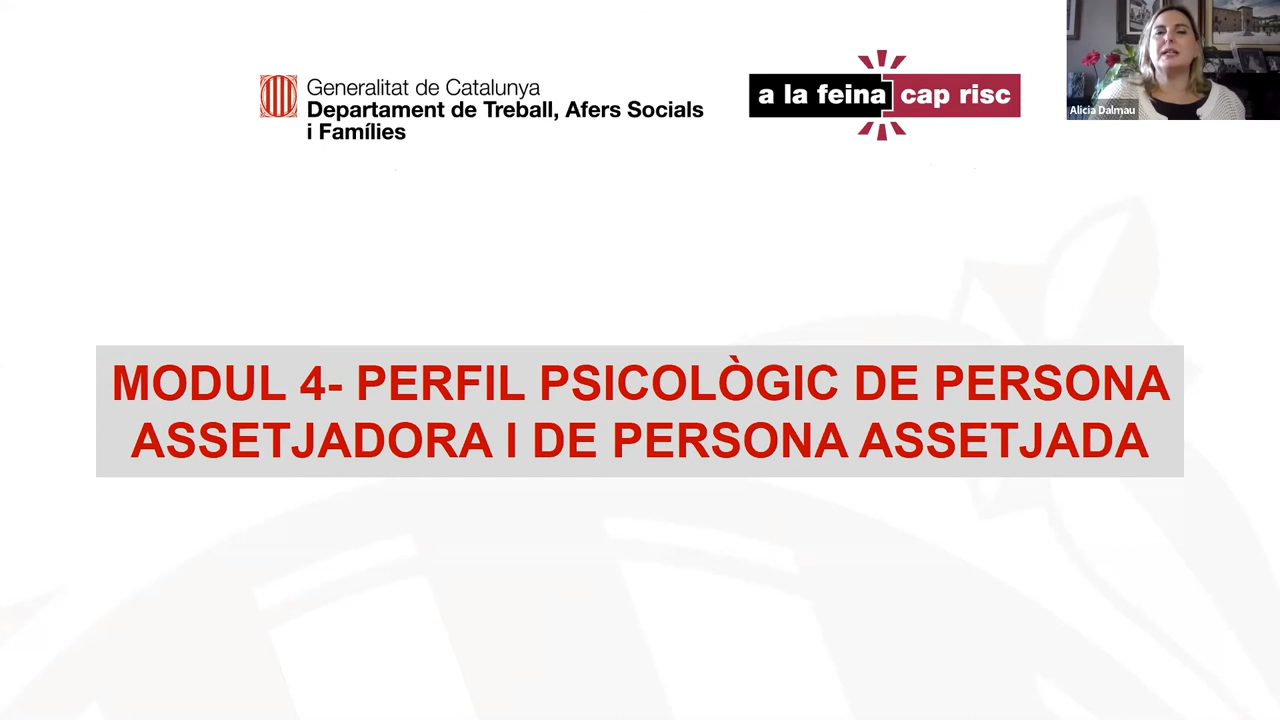 Generalitat de Catalunya
Departament de Treball, Afers Socials
i Famílies
a la feina cap risc
Alicia Dalmau
MODUL 4- PERFIL PSICOLÒGIC DE PERSONA
ASSETJADORA I DE PERSONA ASSETJADA